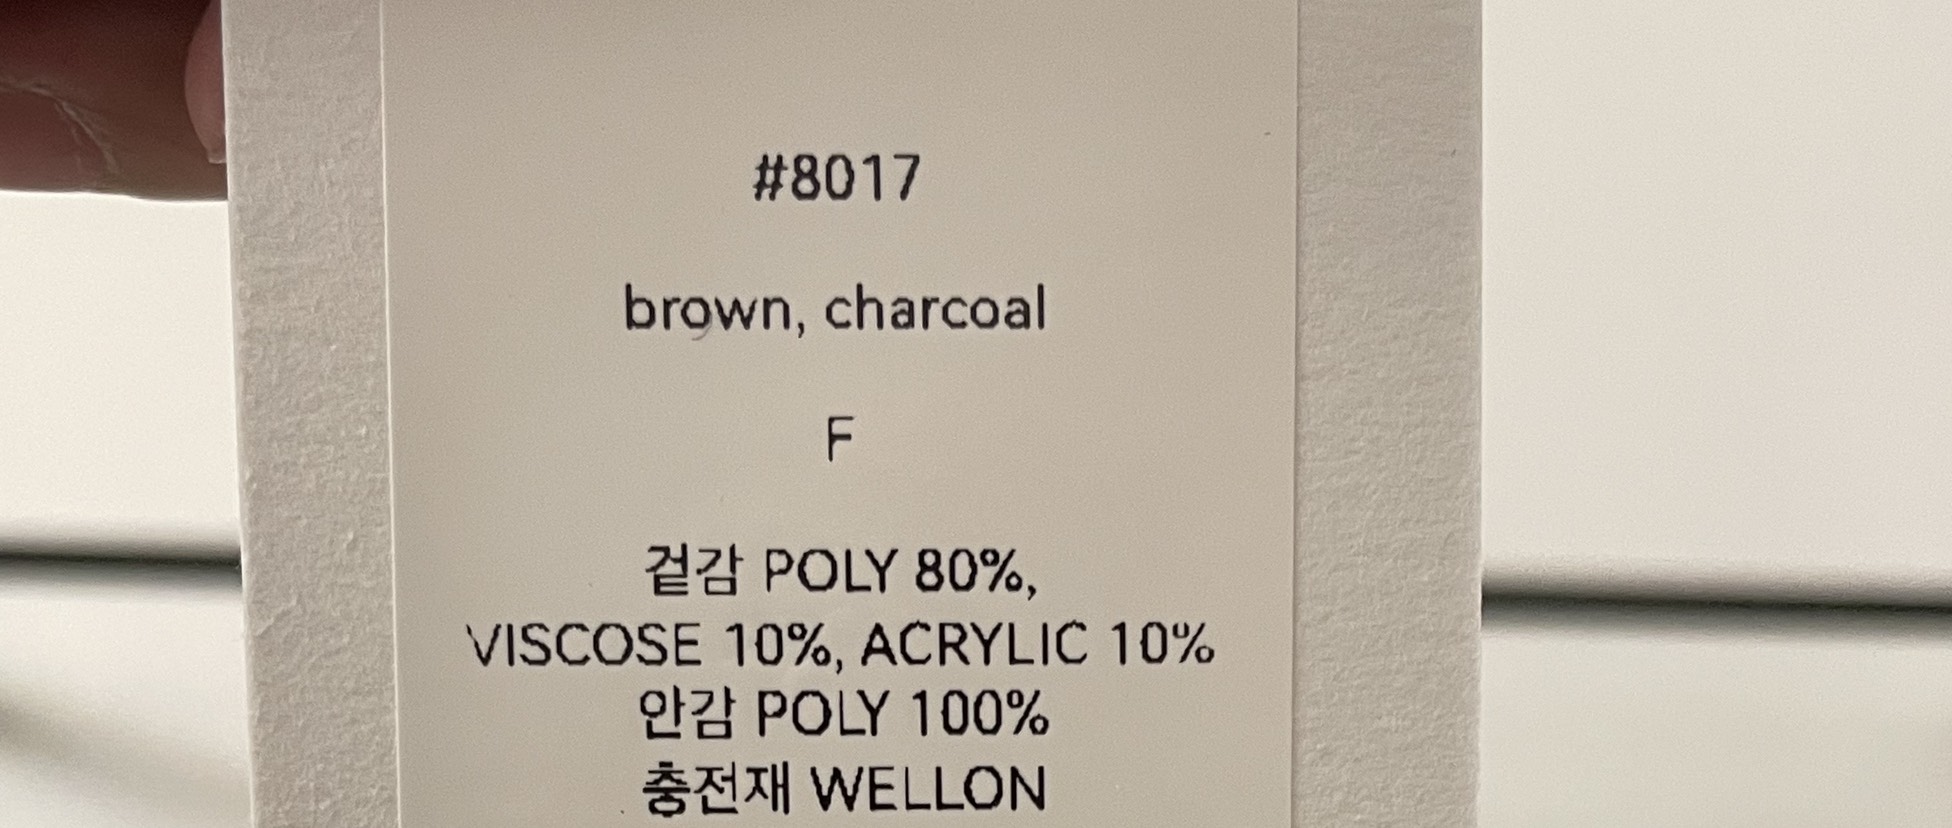 #8017
brown, charcoal
F
겉감 POLY 80%,
VISCOSE 10%, ACRYLIC 10%
안감 POLY 100%
충전재 WELLON